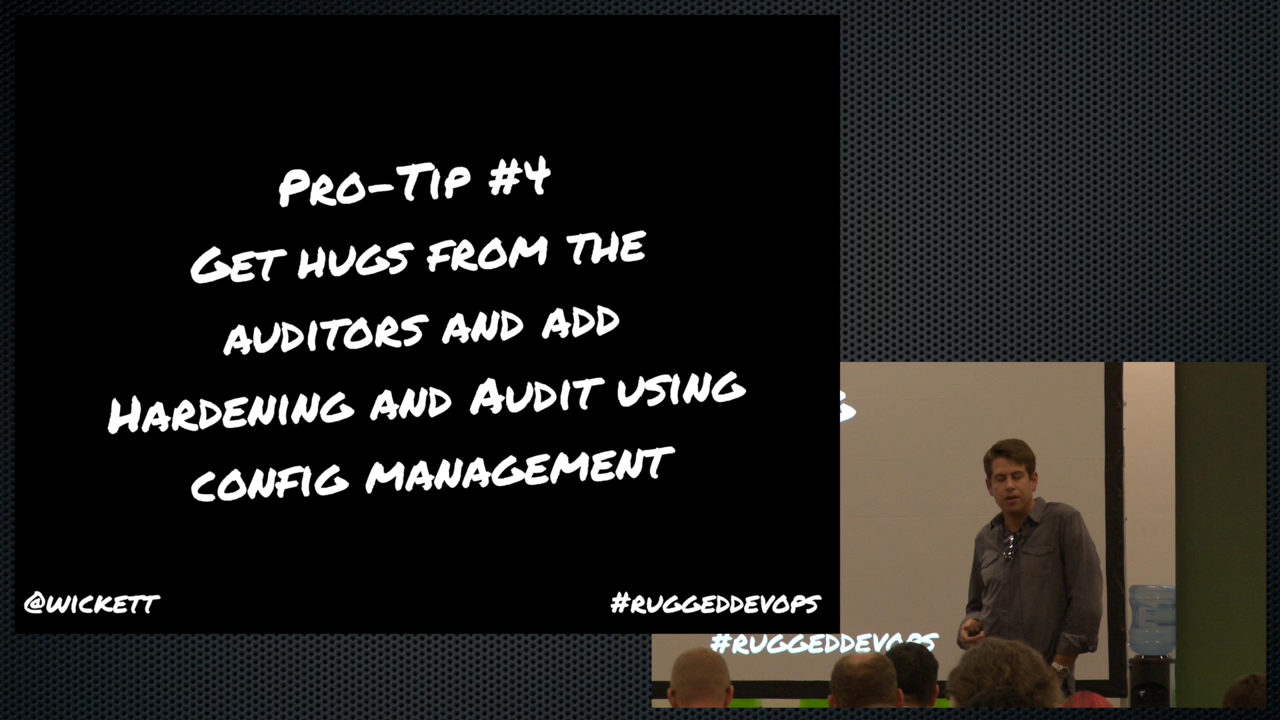 Pro-Tip #4
Get hugs from the
auditors and add
Hardening and Audit using
config management
@wickett
#ruggeddevops
#ruggeddevops